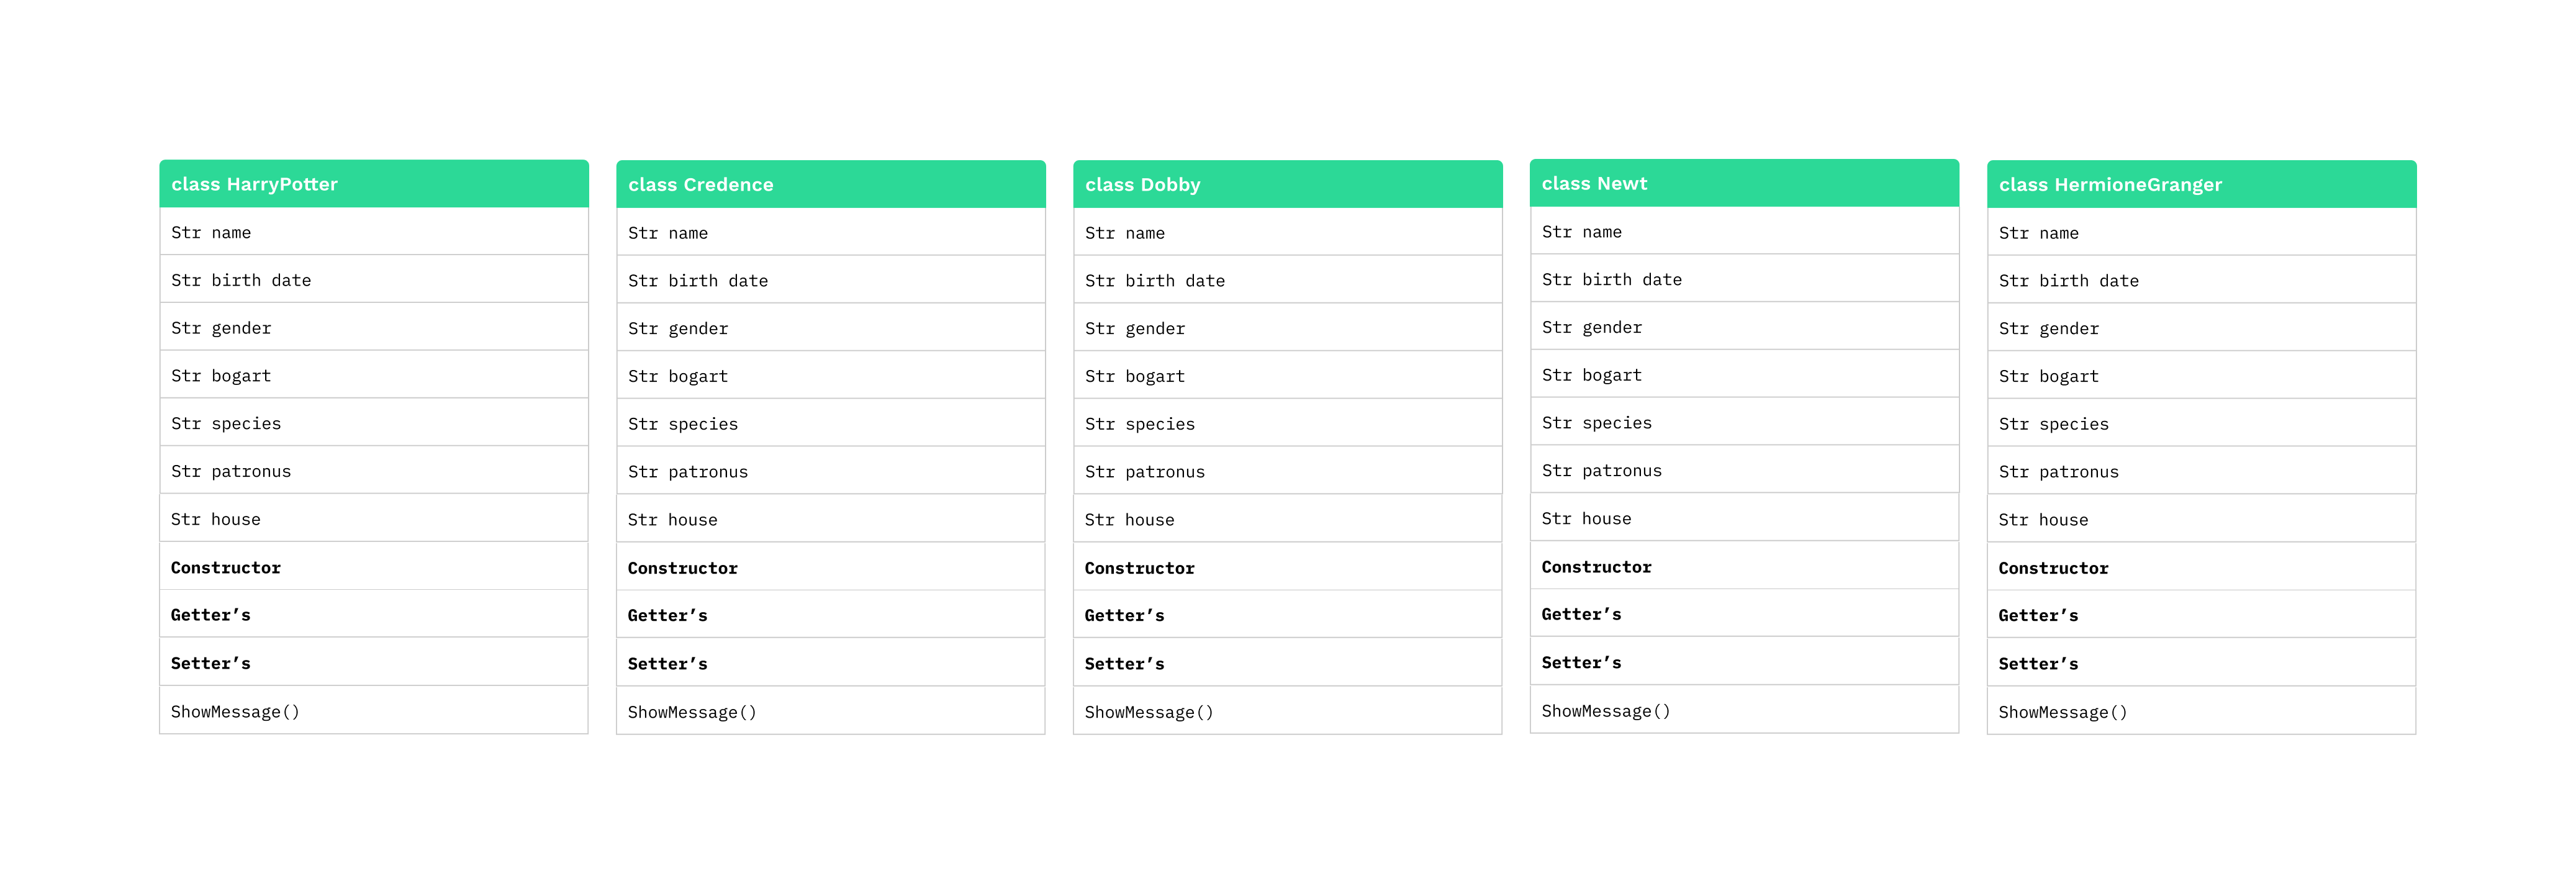 class HarryPotter
Str name
Str birth date
Str gender
Str bogart
Str species
Str patronus
Str house
Constructor
Getter’s
Setter’s
ShowMessage()
class Credence
Str name
Str birth date
Str gender
Str bogart
Str species
Str patronus
Str house
Constructor
Getter’s
Setter’s
ShowMessage()
class Dobby
Str name
Str birth date
Str gender
Str bogart
Str species
Str patronus
Str house
Constructor
Getter’s
Setter’s
ShowMessage()
class Newt
Str name
Str birth date
Str gender
Str bogart
Str species
Str patronus
Str house
Constructor
Getter’s
Setter’s
ShowMessage()
class HermioneGranger
Str name
Str birth date
Str gender
Str bogart
Str species
Str patronus
Str house
Constructor
Getter’s
Setter’s
ShowMessage()